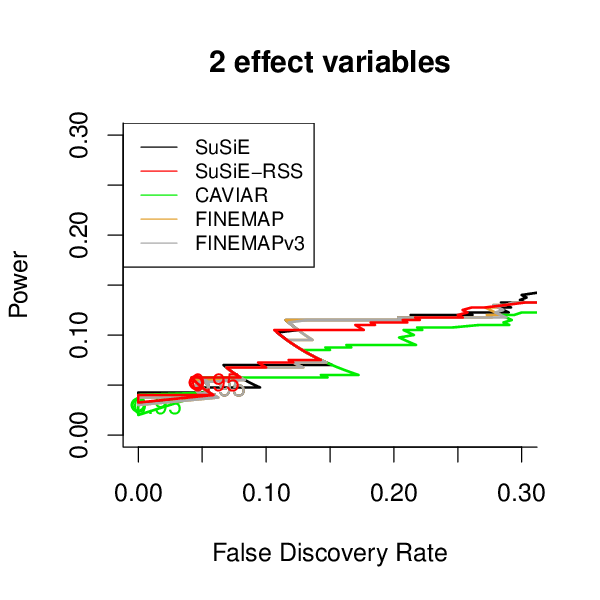 2 effect variables
Power
0.00
0.10
0.20
0.30
SuSiE
SuSiE−RSS
CAVIAR
FINEMAP
FINEMAPv3
0.00
0.10
0.20
0.30
False Discovery Rate